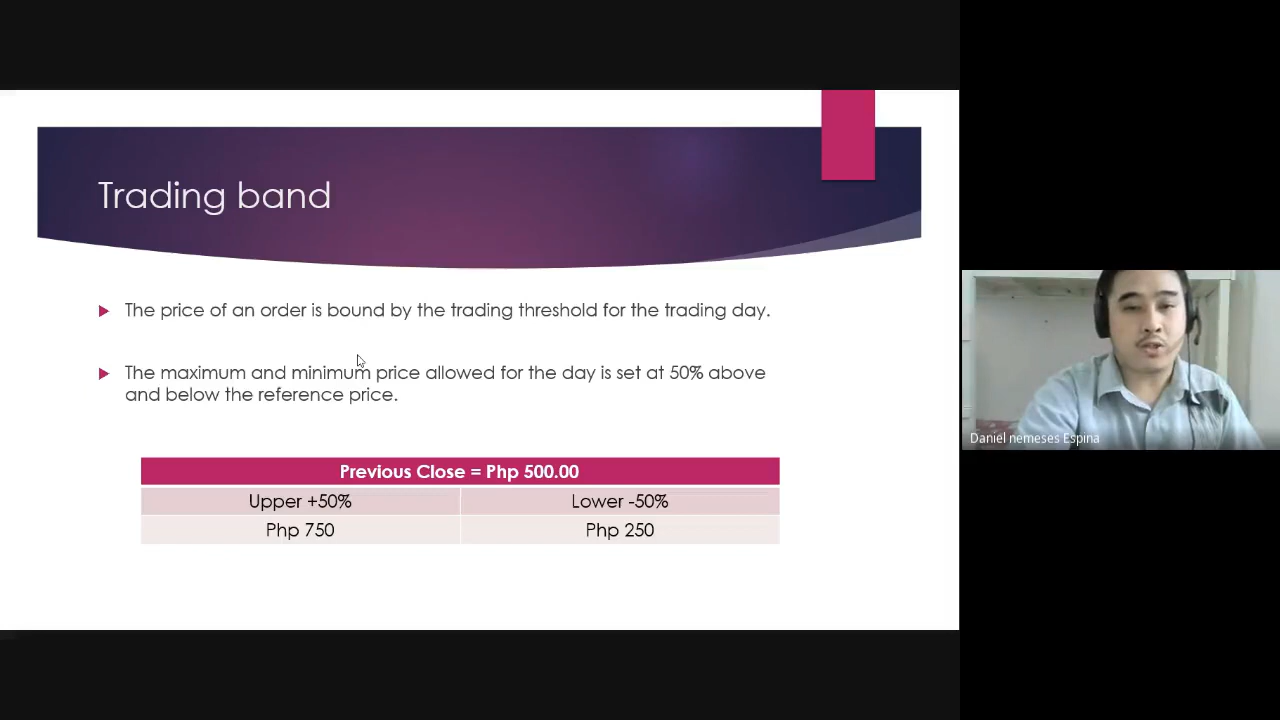 Trading band
The price of an order is bound by the trading threshold for the trading day.
The maximum and minimum price allowed for the day is set at 50% above
and below the reference price.
Previous Close = Php 500.00
Upper +50%
Lower -50%
Php 750
Php 250
Daniel nemeses Espina